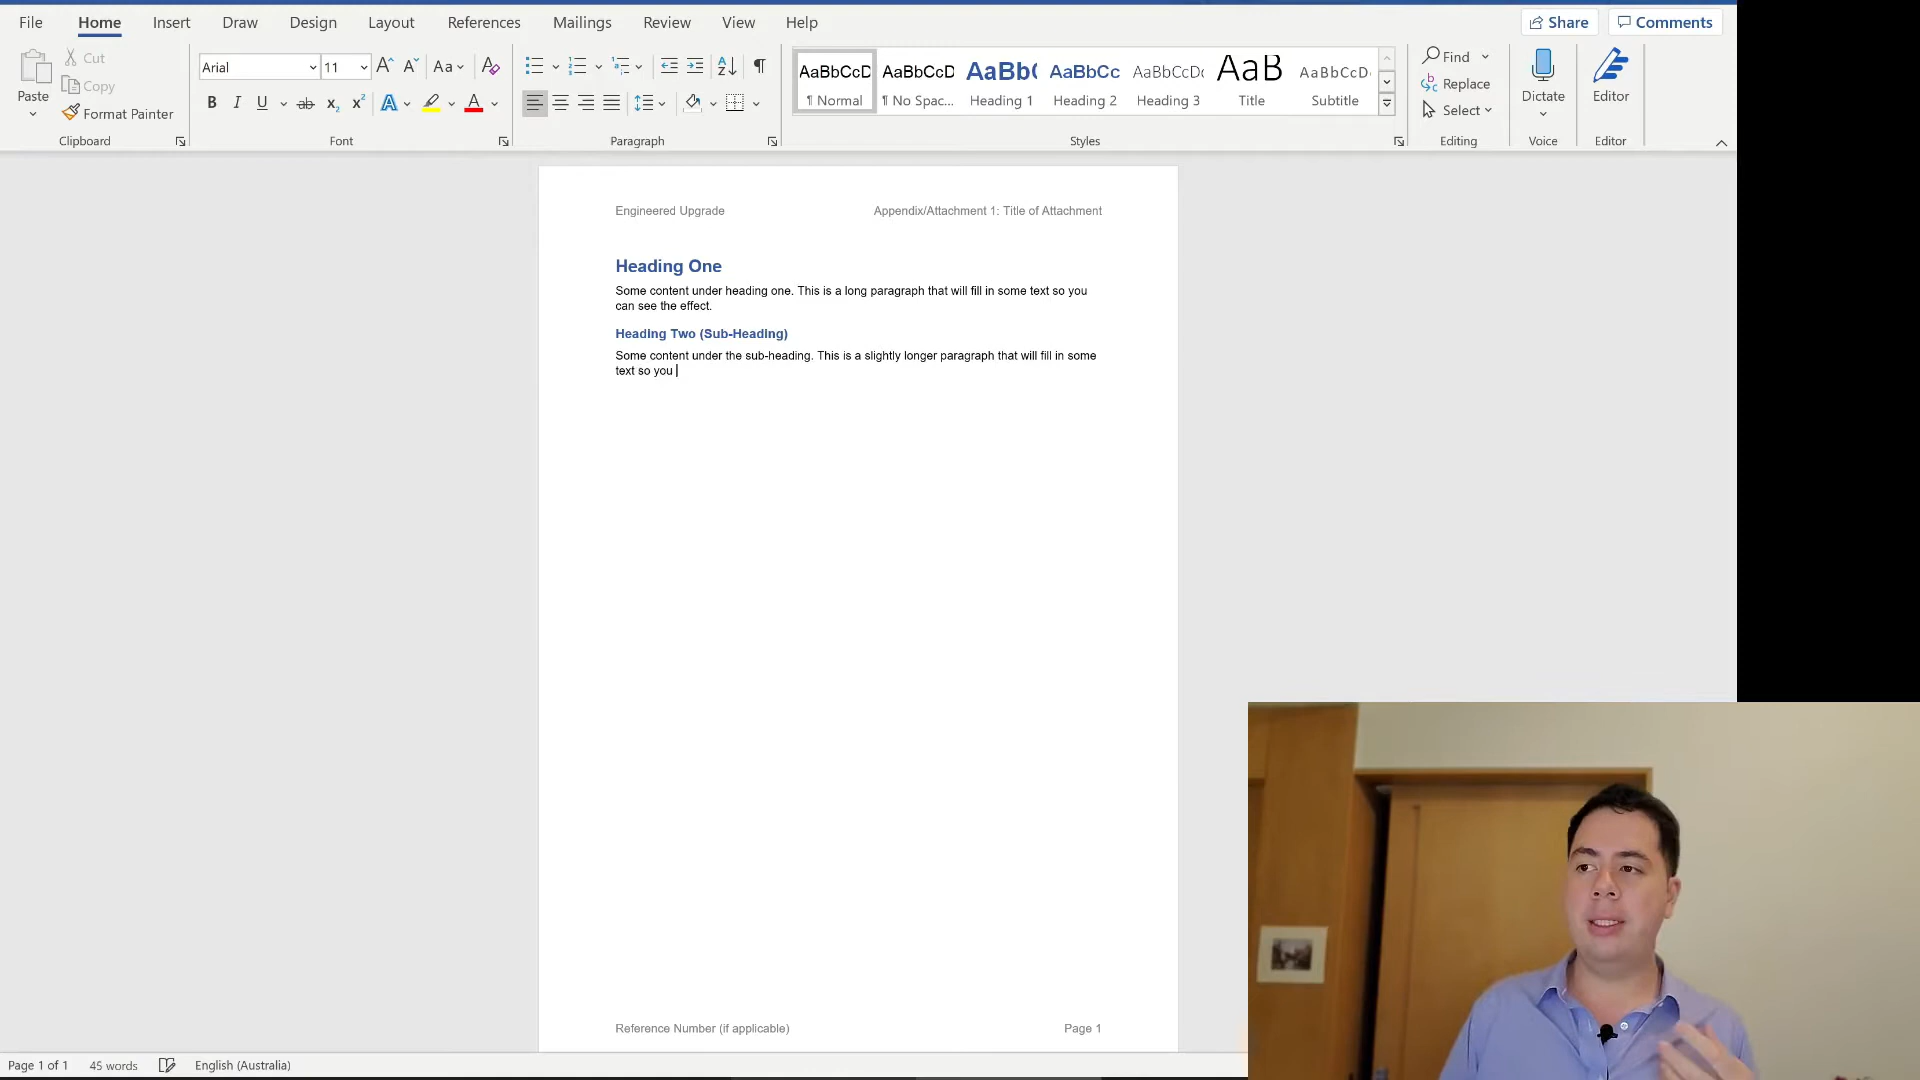 File Home Insert Draw Design Layout References Mailings Review View Help Share Comments
Paste Cut Copy Format Painter Clipboard
Arial 11 Aa Font
Paragraph
AaBbCcD AaBbCcD AaBb( AaBbCc AaBbCcDc AaB AaBbCcD
¶ Normal ¶ No Spac... Heading 1 Heading 2 Heading 3 Title Subtitle
Styles
Find Replace Select Editing
Dictate Voice
Editor Editor
Engineered Upgrade Appendix/Attachment 1: Title of Attachment
Heading One
Some content under heading one. This is a long paragraph that will fill in some text so you
can see the effect.
Heading Two (Sub-Heading)
Some content under the sub-heading. This is a slightly longer paragraph that will fill in some
text so you
Reference Number (if applicable) Page 1
Page 1 of 1 45 words English (Australia)